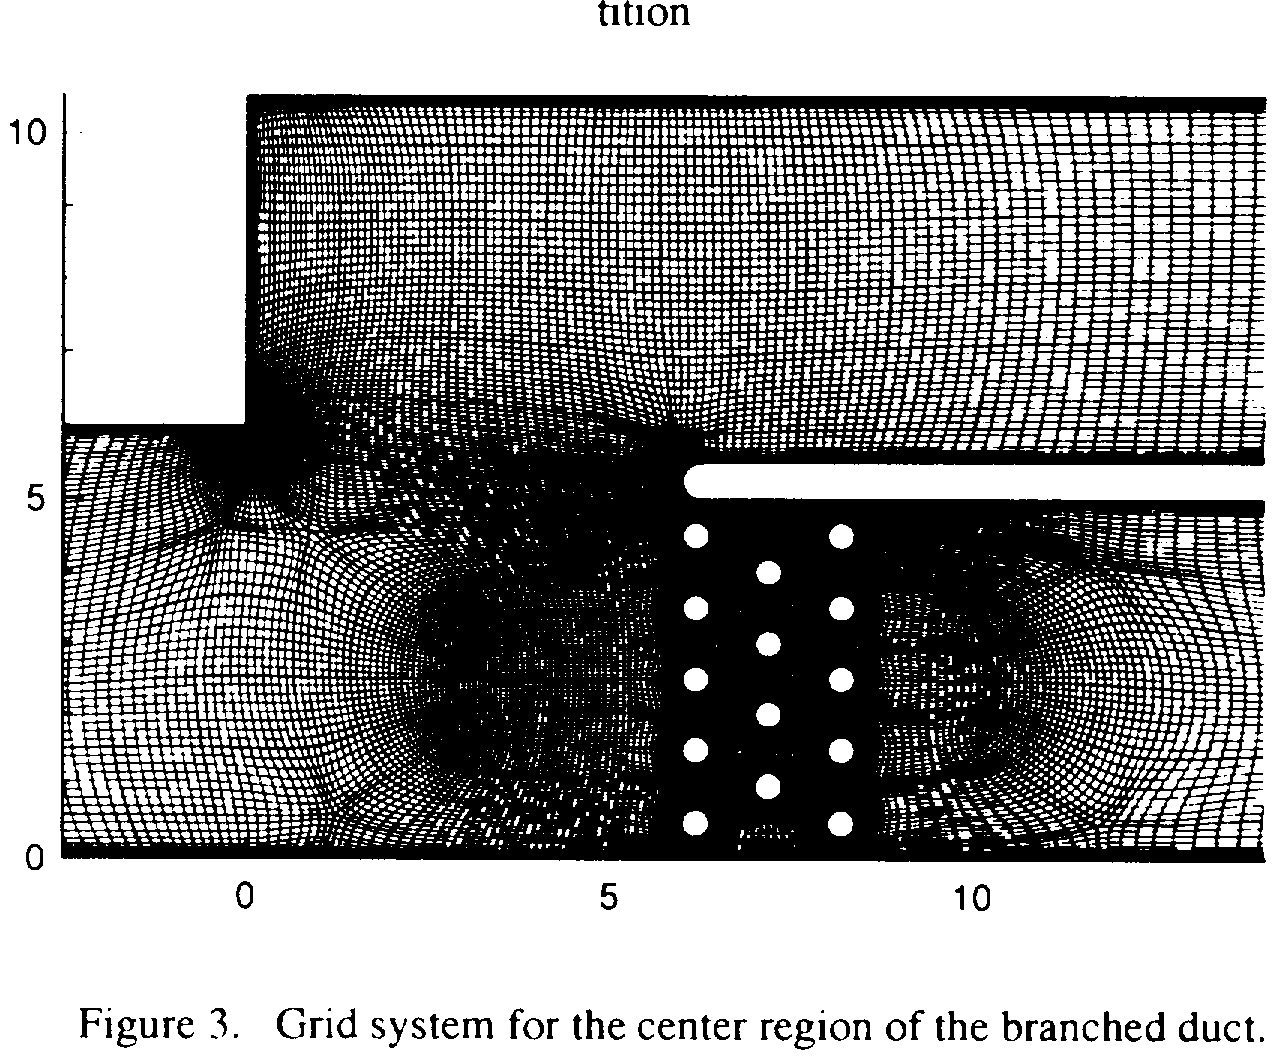 tition
10
5
0
0 5 10
Figure 3. Grid system for the center region of the branched duct.